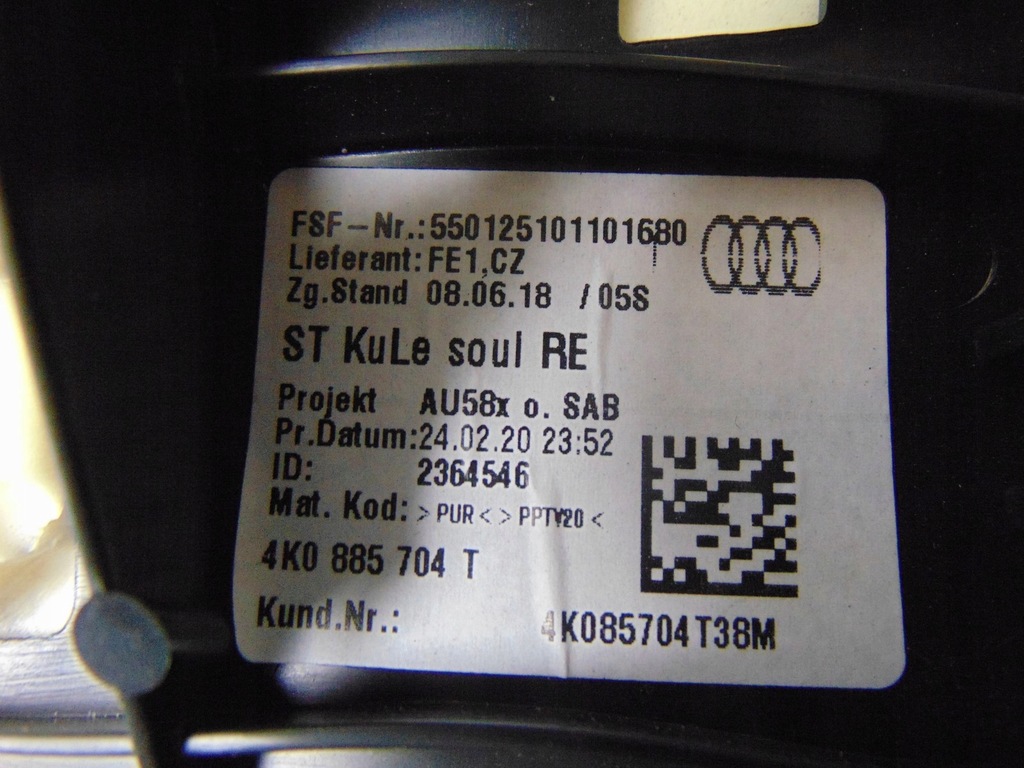 FSF-Nr.:550125101101680
Lieferant: FE1,CZ
Zg.Stand 08.06.18 / 05S
ST KuLe soul RE
Projekt AU58x o. SAB
Pr.Datum:24.02.20 23:52
ID: 2364546
Mat. Kod: >PUR< >PPTV20<
4K0 885 704 T
Kund.Nr.: 4K085704T38M